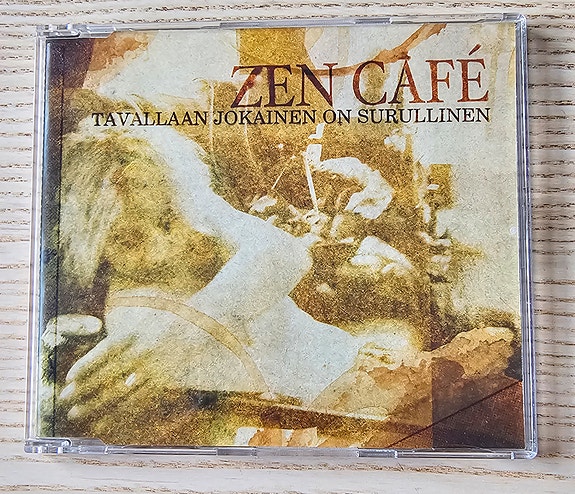 ZEN CAFÉ
TAVALLAAN JOKAINEN ON SURULLINEN